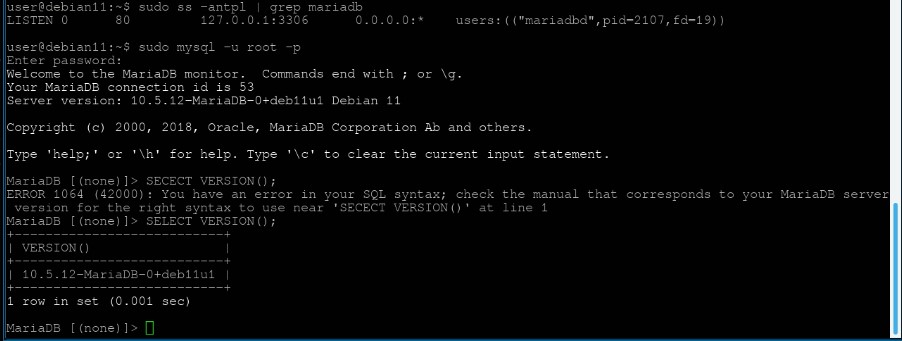 user@debian11:~$ sudo ss -antpl | grep mariadb
LISTEN 0      80          127.0.0.1:3306      0.0.0.0:*    users:(("mariadbd",pid=2107,fd=19))
user@debian11:~$ sudo mysql -u root -p
Enter password:
Welcome to the MariaDB monitor.  Commands end with ; or \g.
Your MariaDB connection id is 53
Server version: 10.5.12-MariaDB-0+deb11u1 Debian 11
Copyright (c) 2000, 2018, Oracle, MariaDB Corporation Ab and others.
Type 'help;' or '\h' for help. Type '\c' to clear the current input statement.
MariaDB [(none)]> SECECT VERSION();
ERROR 1064 (42000): You have an error in your SQL syntax; check the manual that corresponds to your MariaDB server
 version for the right syntax to use near 'SECECT VERSION()' at line 1
MariaDB [(none)]> SELECT VERSION();
+---------------------------+
| VERSION()                 |
+---------------------------+
| 10.5.12-MariaDB-0+deb11u1 |
+---------------------------+
1 row in set (0.001 sec)
MariaDB [(none)]>